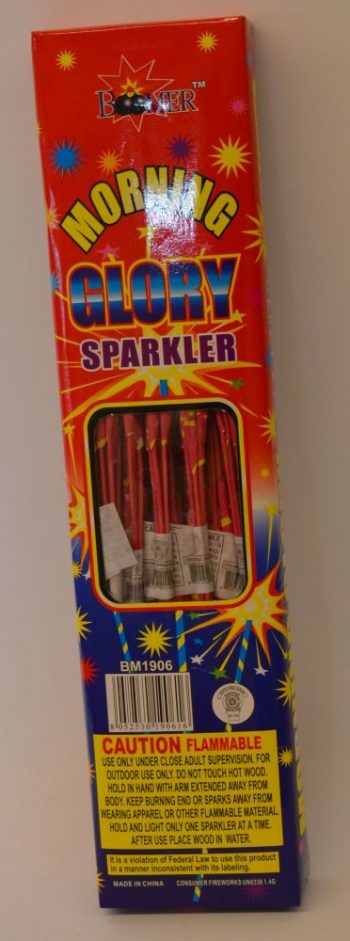 BOOMER™
MORNING
GLORY
SPARKLER
BM1906
8 052530 190616
CAUTION FLAMMABLE
USE ONLY UNDER CLOSE ADULT SUPERVISION. FOR
OUTDOOR USE ONLY. DO NOT TOUCH HOT WOOD.
HOLD IN HAND WITH ARM EXTENDED AWAY FROM
BODY. KEEP BURNING END OR SPARKS AWAY FROM
WEARING APPAREL OR OTHER FLAMMABLE MATERIAL.
HOLD AND LIGHT ONLY ONE SPARKLER AT A TIME.
AFTER USE PLACE WOOD IN WATER.
It is a violation of Federal Law to use this product
in a manner inconsistent with its labeling.
MADE IN CHINA CONSUMER FIREWORKS UN0336 1.4G